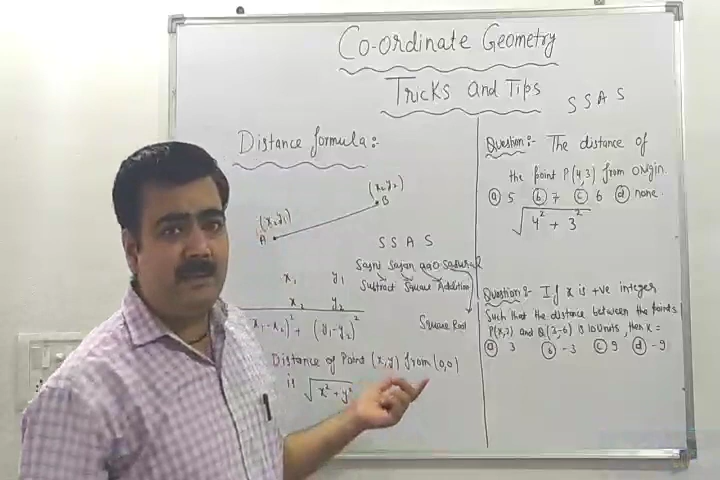 Co-ordinate Geometry
Tricks and Tips
Distance formula:-
(x₁,y₁)
A
(x₂,y₂)
B
S S A S
Sajni Sajan aao Sasural
Subtract Square Addition
Square Root
x₁ y₁
x₂ y₂
x₁-x₂)² + (y₁-y₂)²
Distance of Point (x,y) from (0,0)
is √x²+y²
S S A S
Question:- The distance of
the point P(4,3) from origin.
a 5 b 7 c 6 d none.
√4² + 3²
Question:- If x is +ve integer
Such that the distance between the points
P(x,2) and Q(3,-6) is 10 units, then x =
a 3 b -3 c 9 d -9